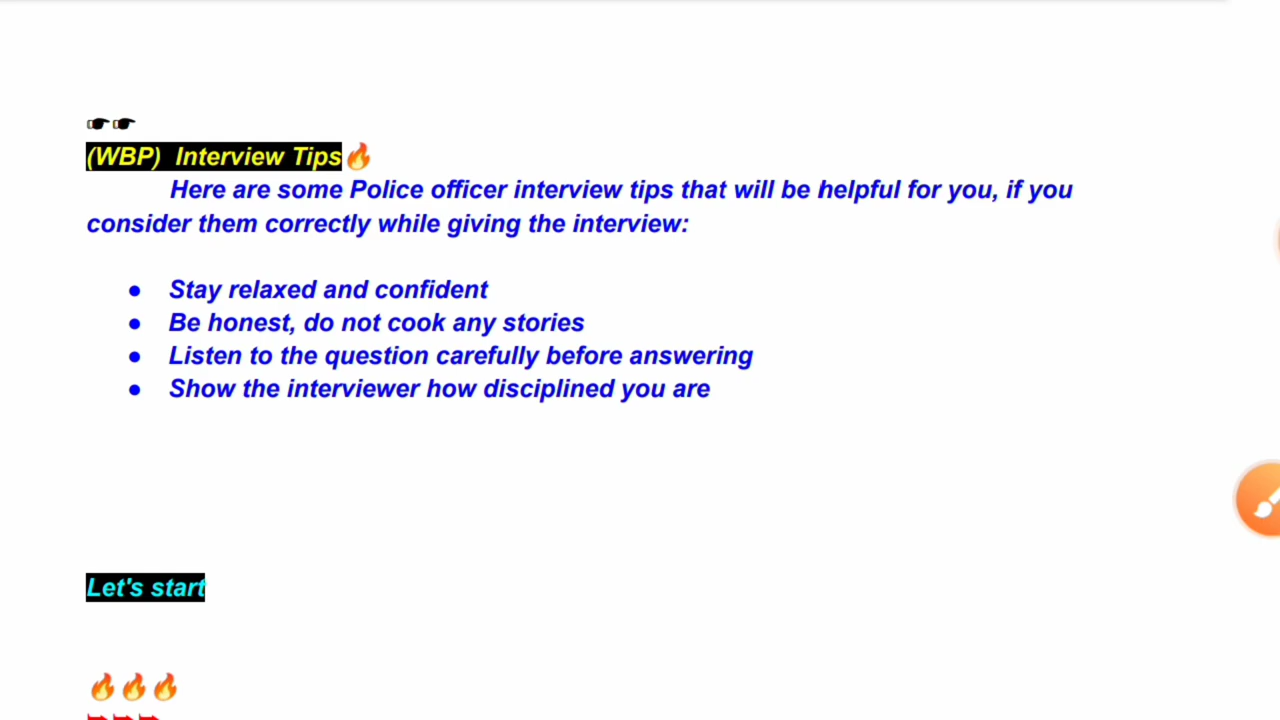 (WBP) Interview Tips🔥
Here are some Police officer interview tips that will be helpful for you, if you
consider them correctly while giving the interview:
● Stay relaxed and confident
● Be honest, do not cook any stories
● Listen to the question carefully before answering
● Show the interviewer how disciplined you are
Let's start